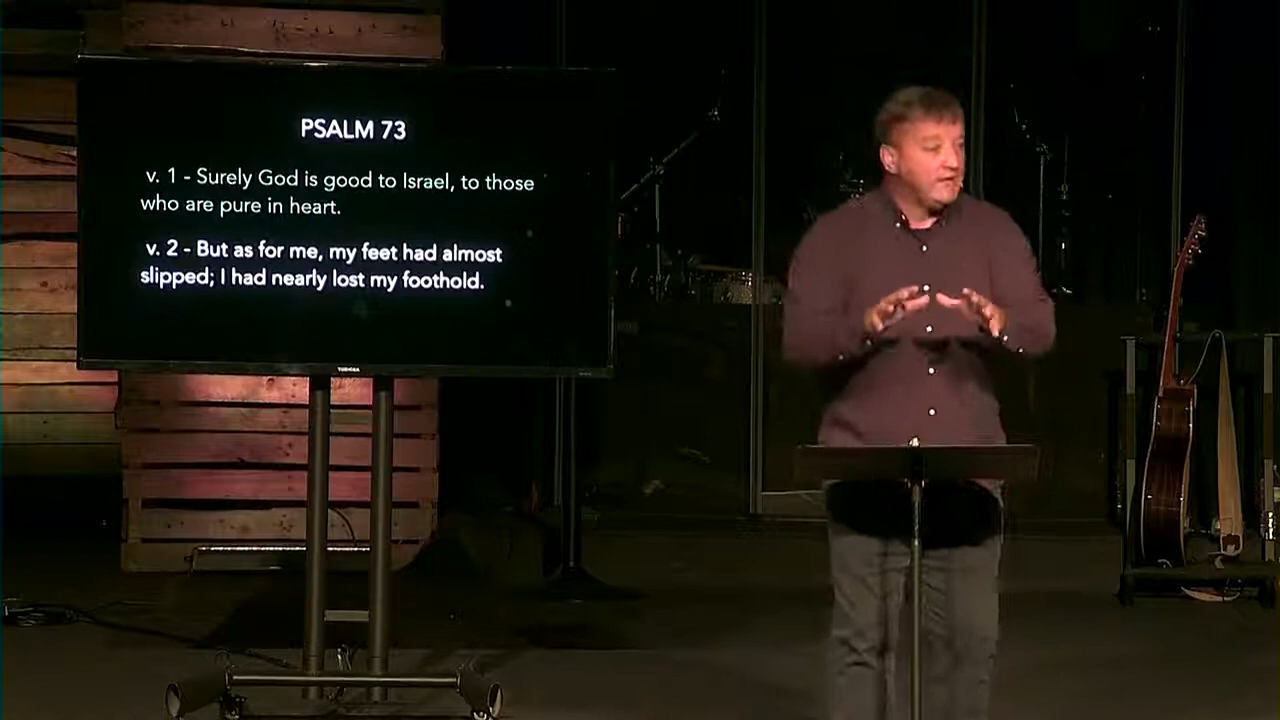 PSALM 73
v. 1 - Surely God is good to Israel, to those
who are pure in heart.
v. 2 - But as for me, my feet had almost
slipped; I had nearly lost my foothold.
TOSHIBA